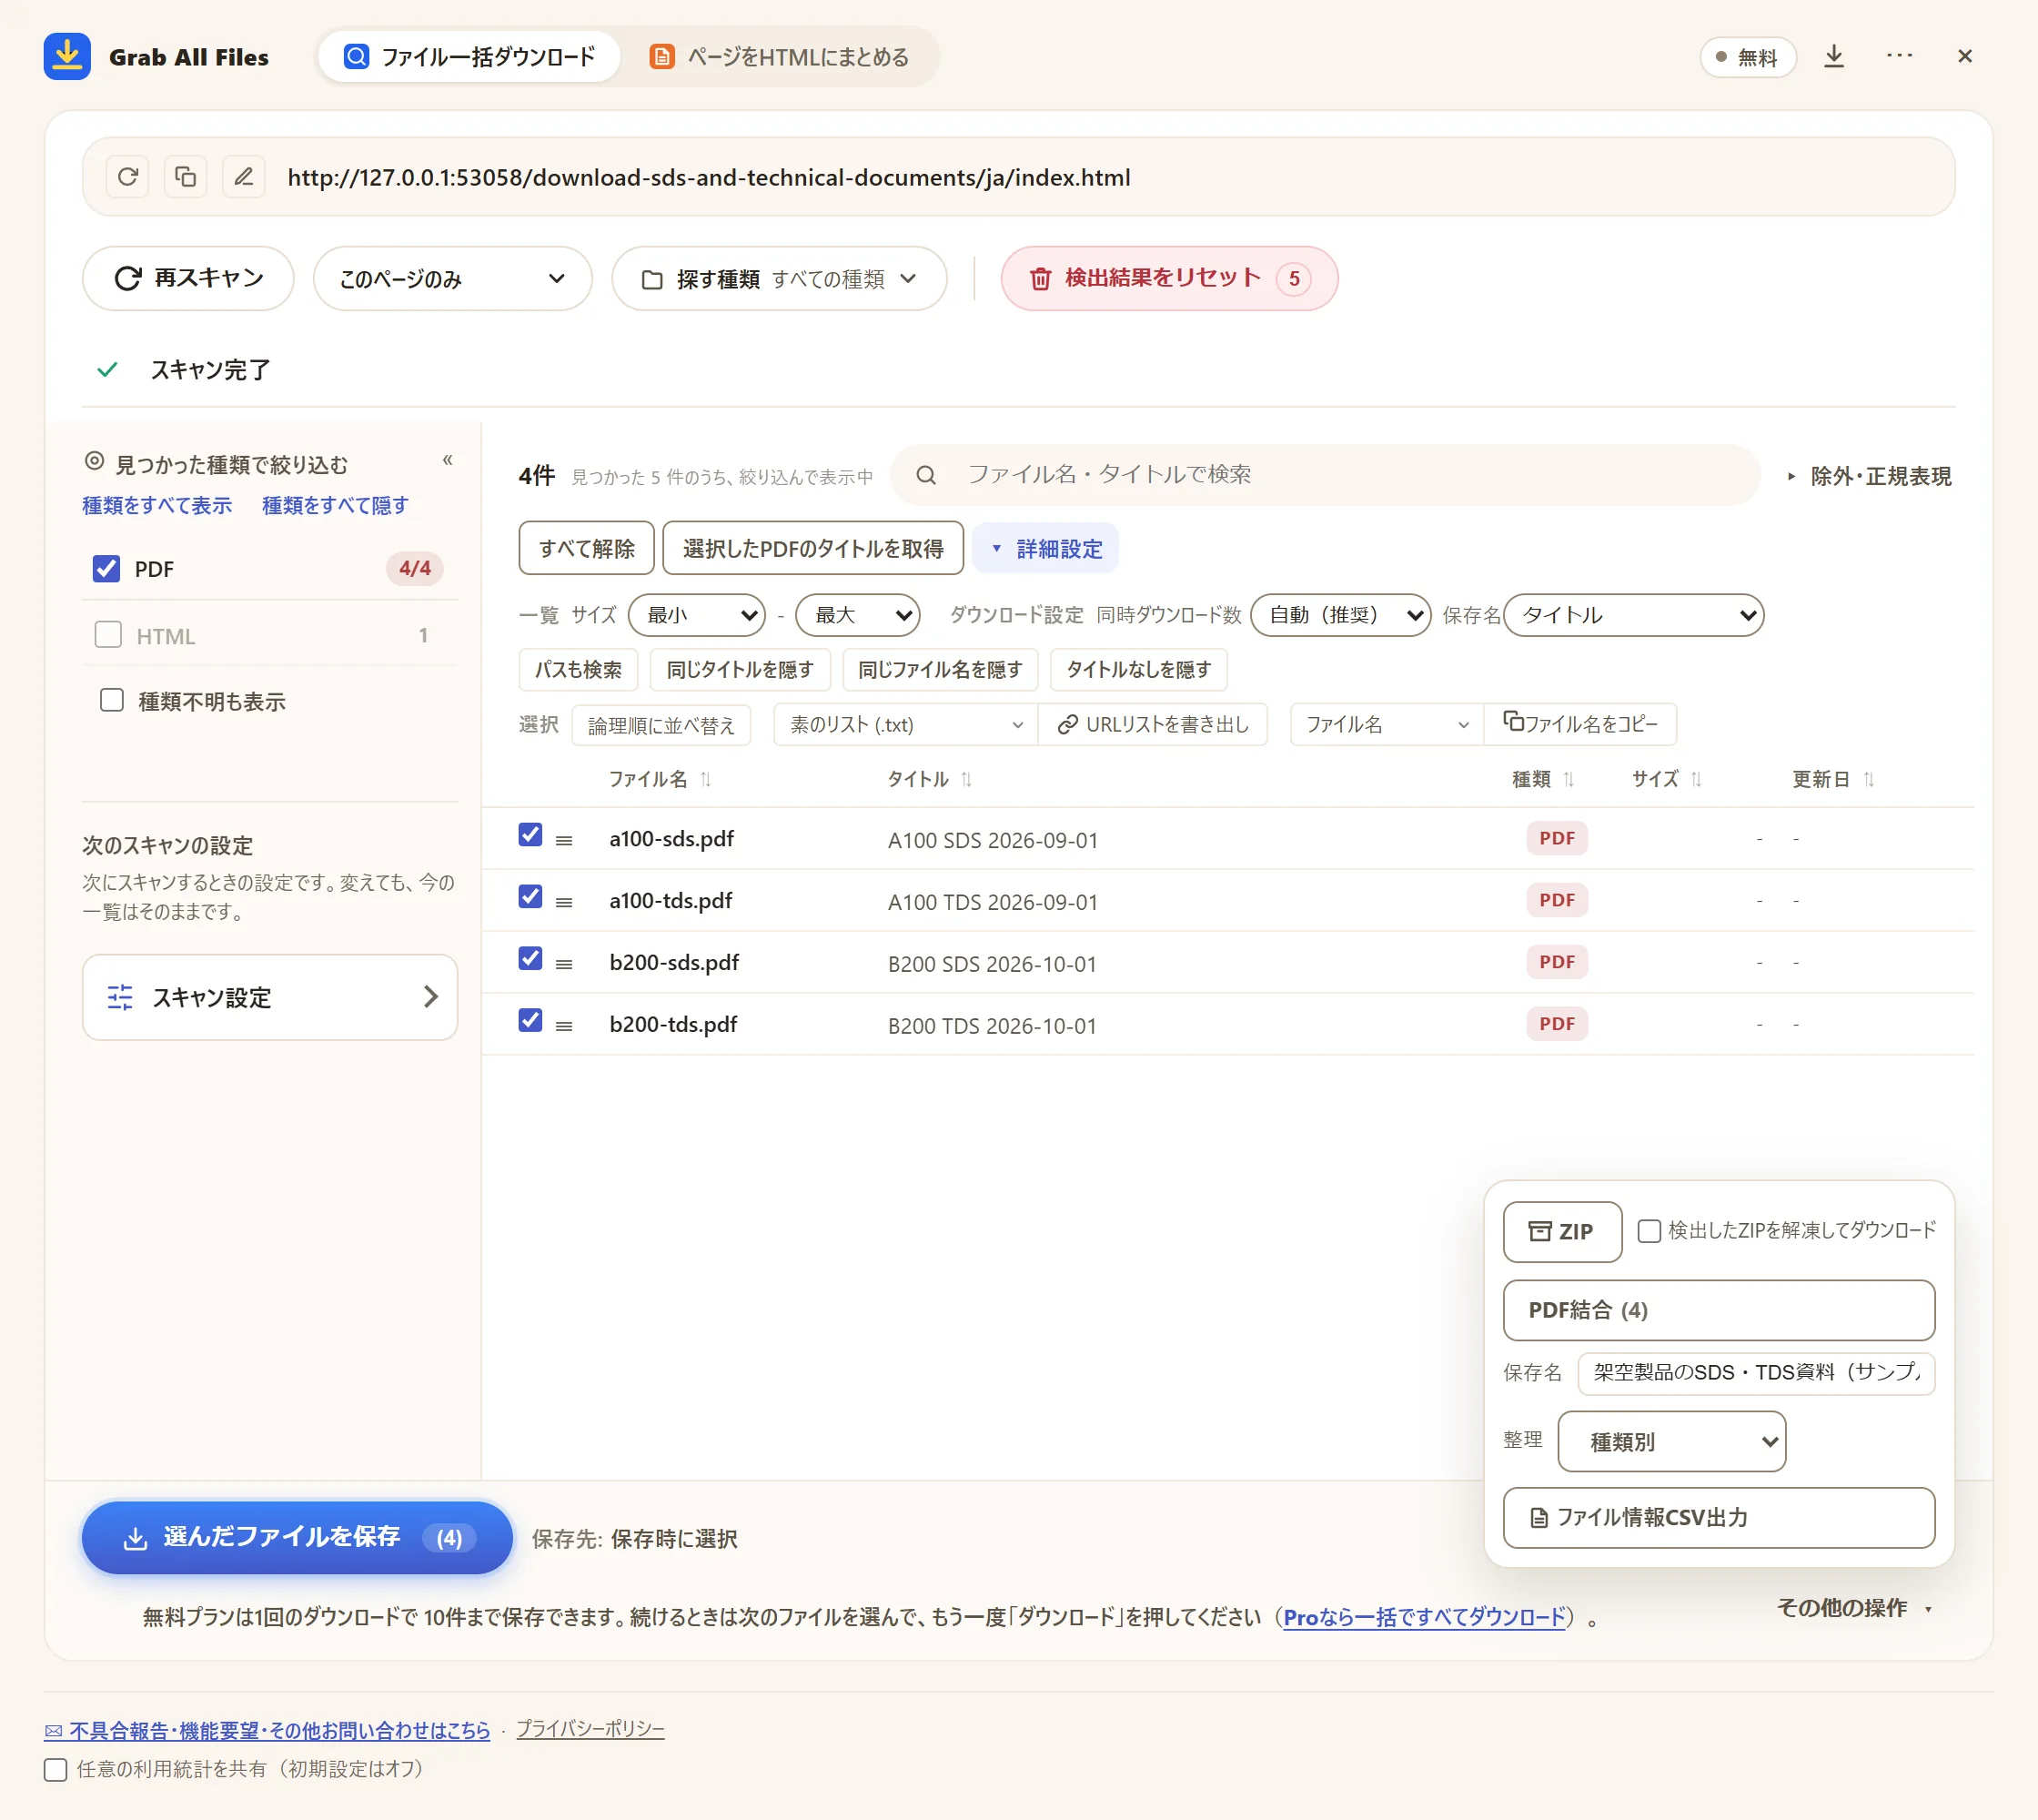 Grab All Files
ファイル一括ダウンロード
ページをHTMLにまとめる
無料
http://127.0.0.1:53058/download-sds-and-technical-documents/ja/index.html
再スキャン
このページのみ
探す種類 すべての種類
検出結果をリセット 5
スキャン完了
見つかった種類で絞り込む
«
種類をすべて表示 種類をすべて隠す
PDF 4/4
HTML 1
種類不明も表示
次のスキャンの設定
次にスキャンするときの設定です。変えても、今の
一覧はそのままです。
スキャン設定
4件 見つかった 5 件のうち、絞り込んで表示中
ファイル名・タイトルで検索
除外・正規表現
すべて解除 選択したPDFのタイトルを取得 詳細設定
一覧 サイズ 最小 - 最大 ダウンロード設定 同時ダウンロード数 自動（推奨） 保存名 タイトル
パスも検索 同じタイトルを隠す 同じファイル名を隠す タイトルなしを隠す
選択 論理順に並べ替え 素のリスト (.txt) URLリストを書き出し ファイル名 ファイル名をコピー
ファイル名 タイトル 種類 サイズ 更新日
a100-sds.pdf A100 SDS 2026-09-01 PDF - -
a100-tds.pdf A100 TDS 2026-09-01 PDF - -
b200-sds.pdf B200 SDS 2026-10-01 PDF - -
b200-tds.pdf B200 TDS 2026-10-01 PDF - -
ZIP 検出したZIPを解凍してダウンロード
PDF結合 (4)
保存名 架空製品のSDS・TDS資料（サンプ
整理 種類別
ファイル情報CSV出力
選んだファイルを保存 (4) 保存先: 保存時に選択
無料プランは1回のダウンロードで 10件まで保存できます。続けるときは次のファイルを選んで、もう一度「ダウンロード」を押してください（Proなら一括ですべてダウンロード）。
その他の操作
不具合報告・機能要望・その他お問い合わせはこちら · プライバシーポリシー
任意の利用統計を共有（初期設定はオフ）